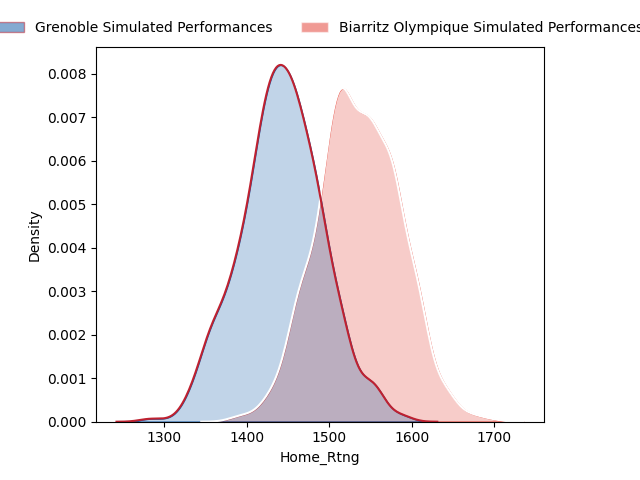 Grenoble Simulated Performances Biarritz Olympique Simulated Performances
0.008
0.007
0.006
0.005
0.004
0.003
0.002
0.001
0.000
Density
1300 1400 1500 1600 1700
Home_Rtng